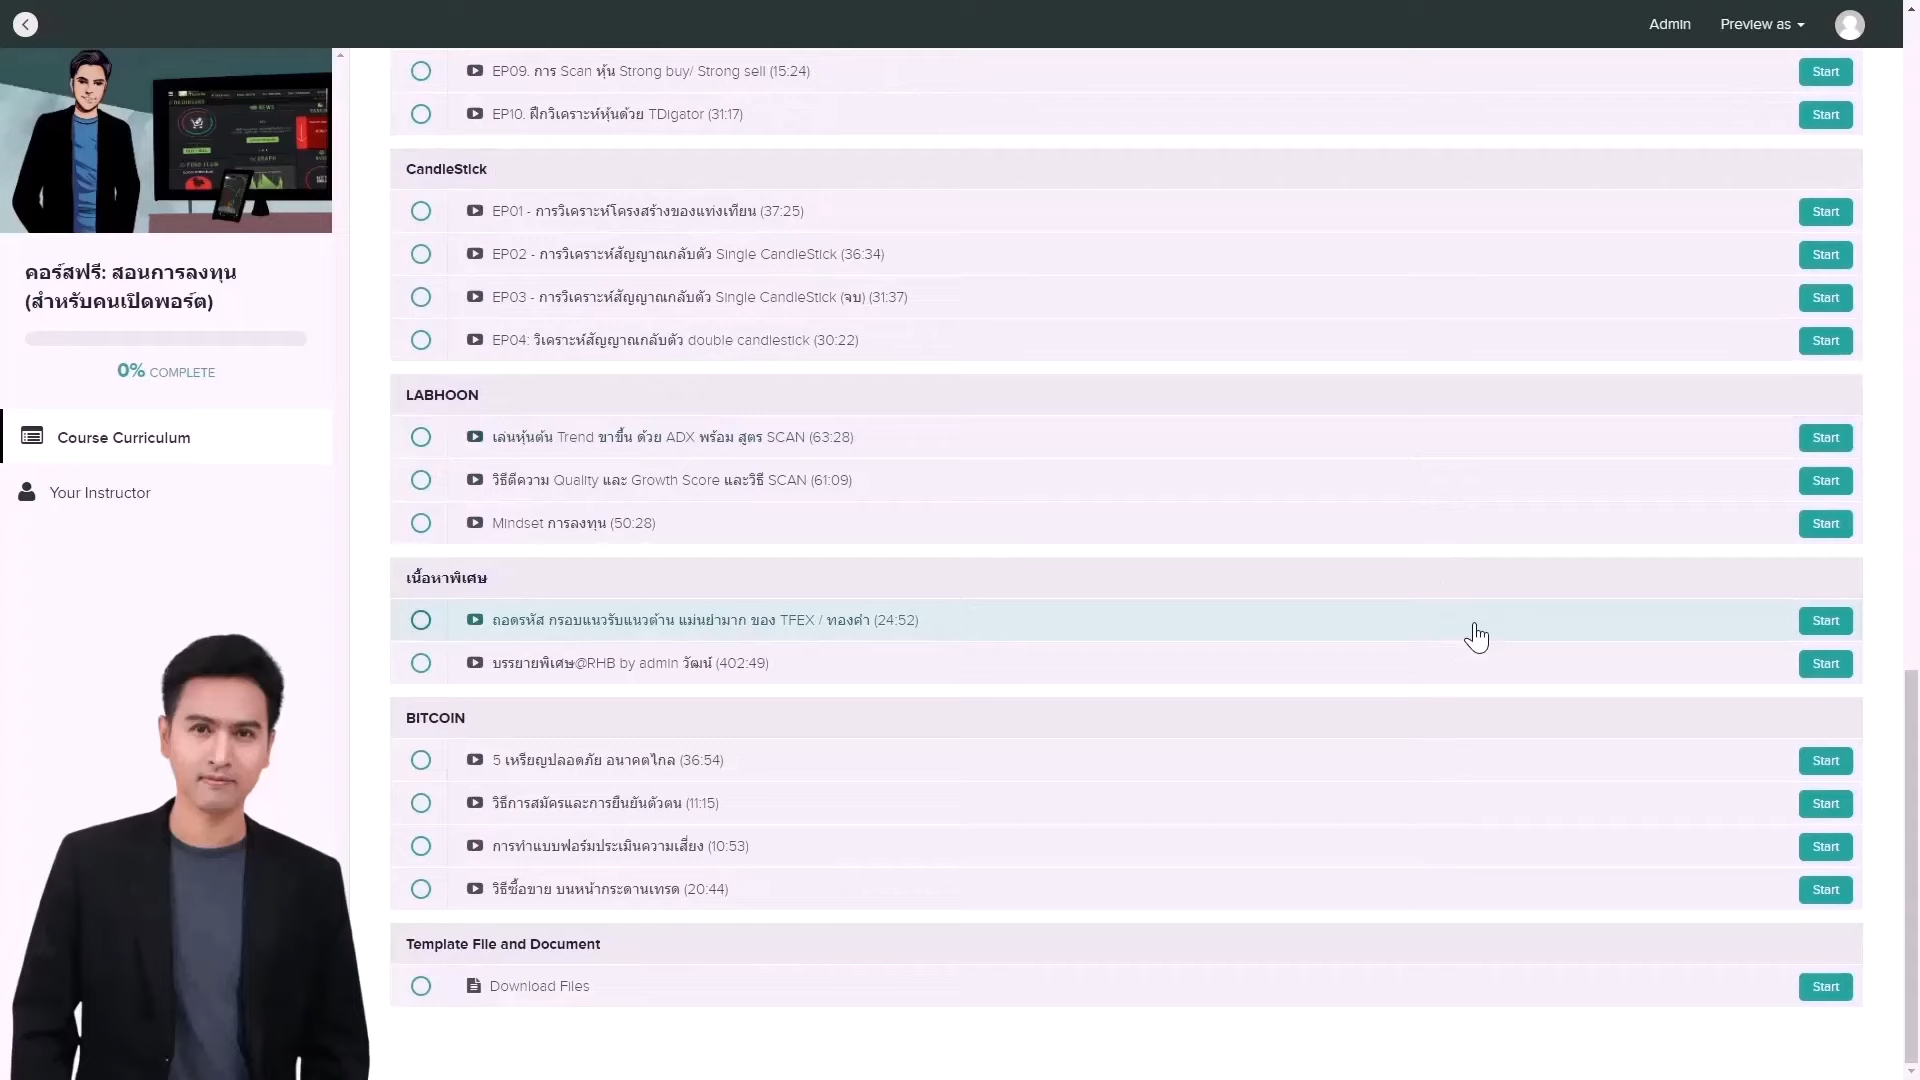 Admin
Preview as
EP09. การ Scan หุ้น Strong buy/ Strong sell (15:24)
Start
EP10. ฝึกวิเคราะห์หุ้นด้วย TDigator (31:17)
Start
NEWS
GRAPH
คอร์สฟรี: สอนการลงทุน
(สำหรับคนเปิดพอร์ต)
0% COMPLETE
Course Curriculum
Your Instructor
CandleStick
EP01 - การวิเคราะห์โครงสร้างของแท่งเทียน (37:25)
Start
EP02 - การวิเคราะห์สัญญาณกลับตัว Single CandleStick (36:34)
Start
EP03 - การวิเคราะห์สัญญาณกลับตัว Single CandleStick (จบ) (31:37)
Start
EP04: วิเคราะห์สัญญาณกลับตัว double candlestick (30:22)
Start
LABHOON
เล่นหุ้นต้น Trend ขาขึ้น ด้วย ADX พร้อม สูตร SCAN (63:28)
Start
วิธีตีความ Quality และ Growth Score และวิธี SCAN (61:09)
Start
Mindset การลงทุน (50:28)
Start
เนื้อหาพิเศษ
ถอดรหัส กรอบแนวรับแนวต้าน แม่นยำมาก ของ TFEX / ทองคำ (24:52)
Start
บรรยายพิเศษ@RHB by admin วัฒน์ (402:49)
Start
BITCOIN
5 เหรียญปลอดภัย อนาคตไกล (36:54)
Start
วิธีการสมัครและการยืนยันตัวตน (11:15)
Start
การทำแบบฟอร์มประเมินความเสี่ยง (10:53)
Start
วิธีซื้อขาย บนหน้ากระดานเทรด (20:44)
Start
Template File and Document
Download Files
Start